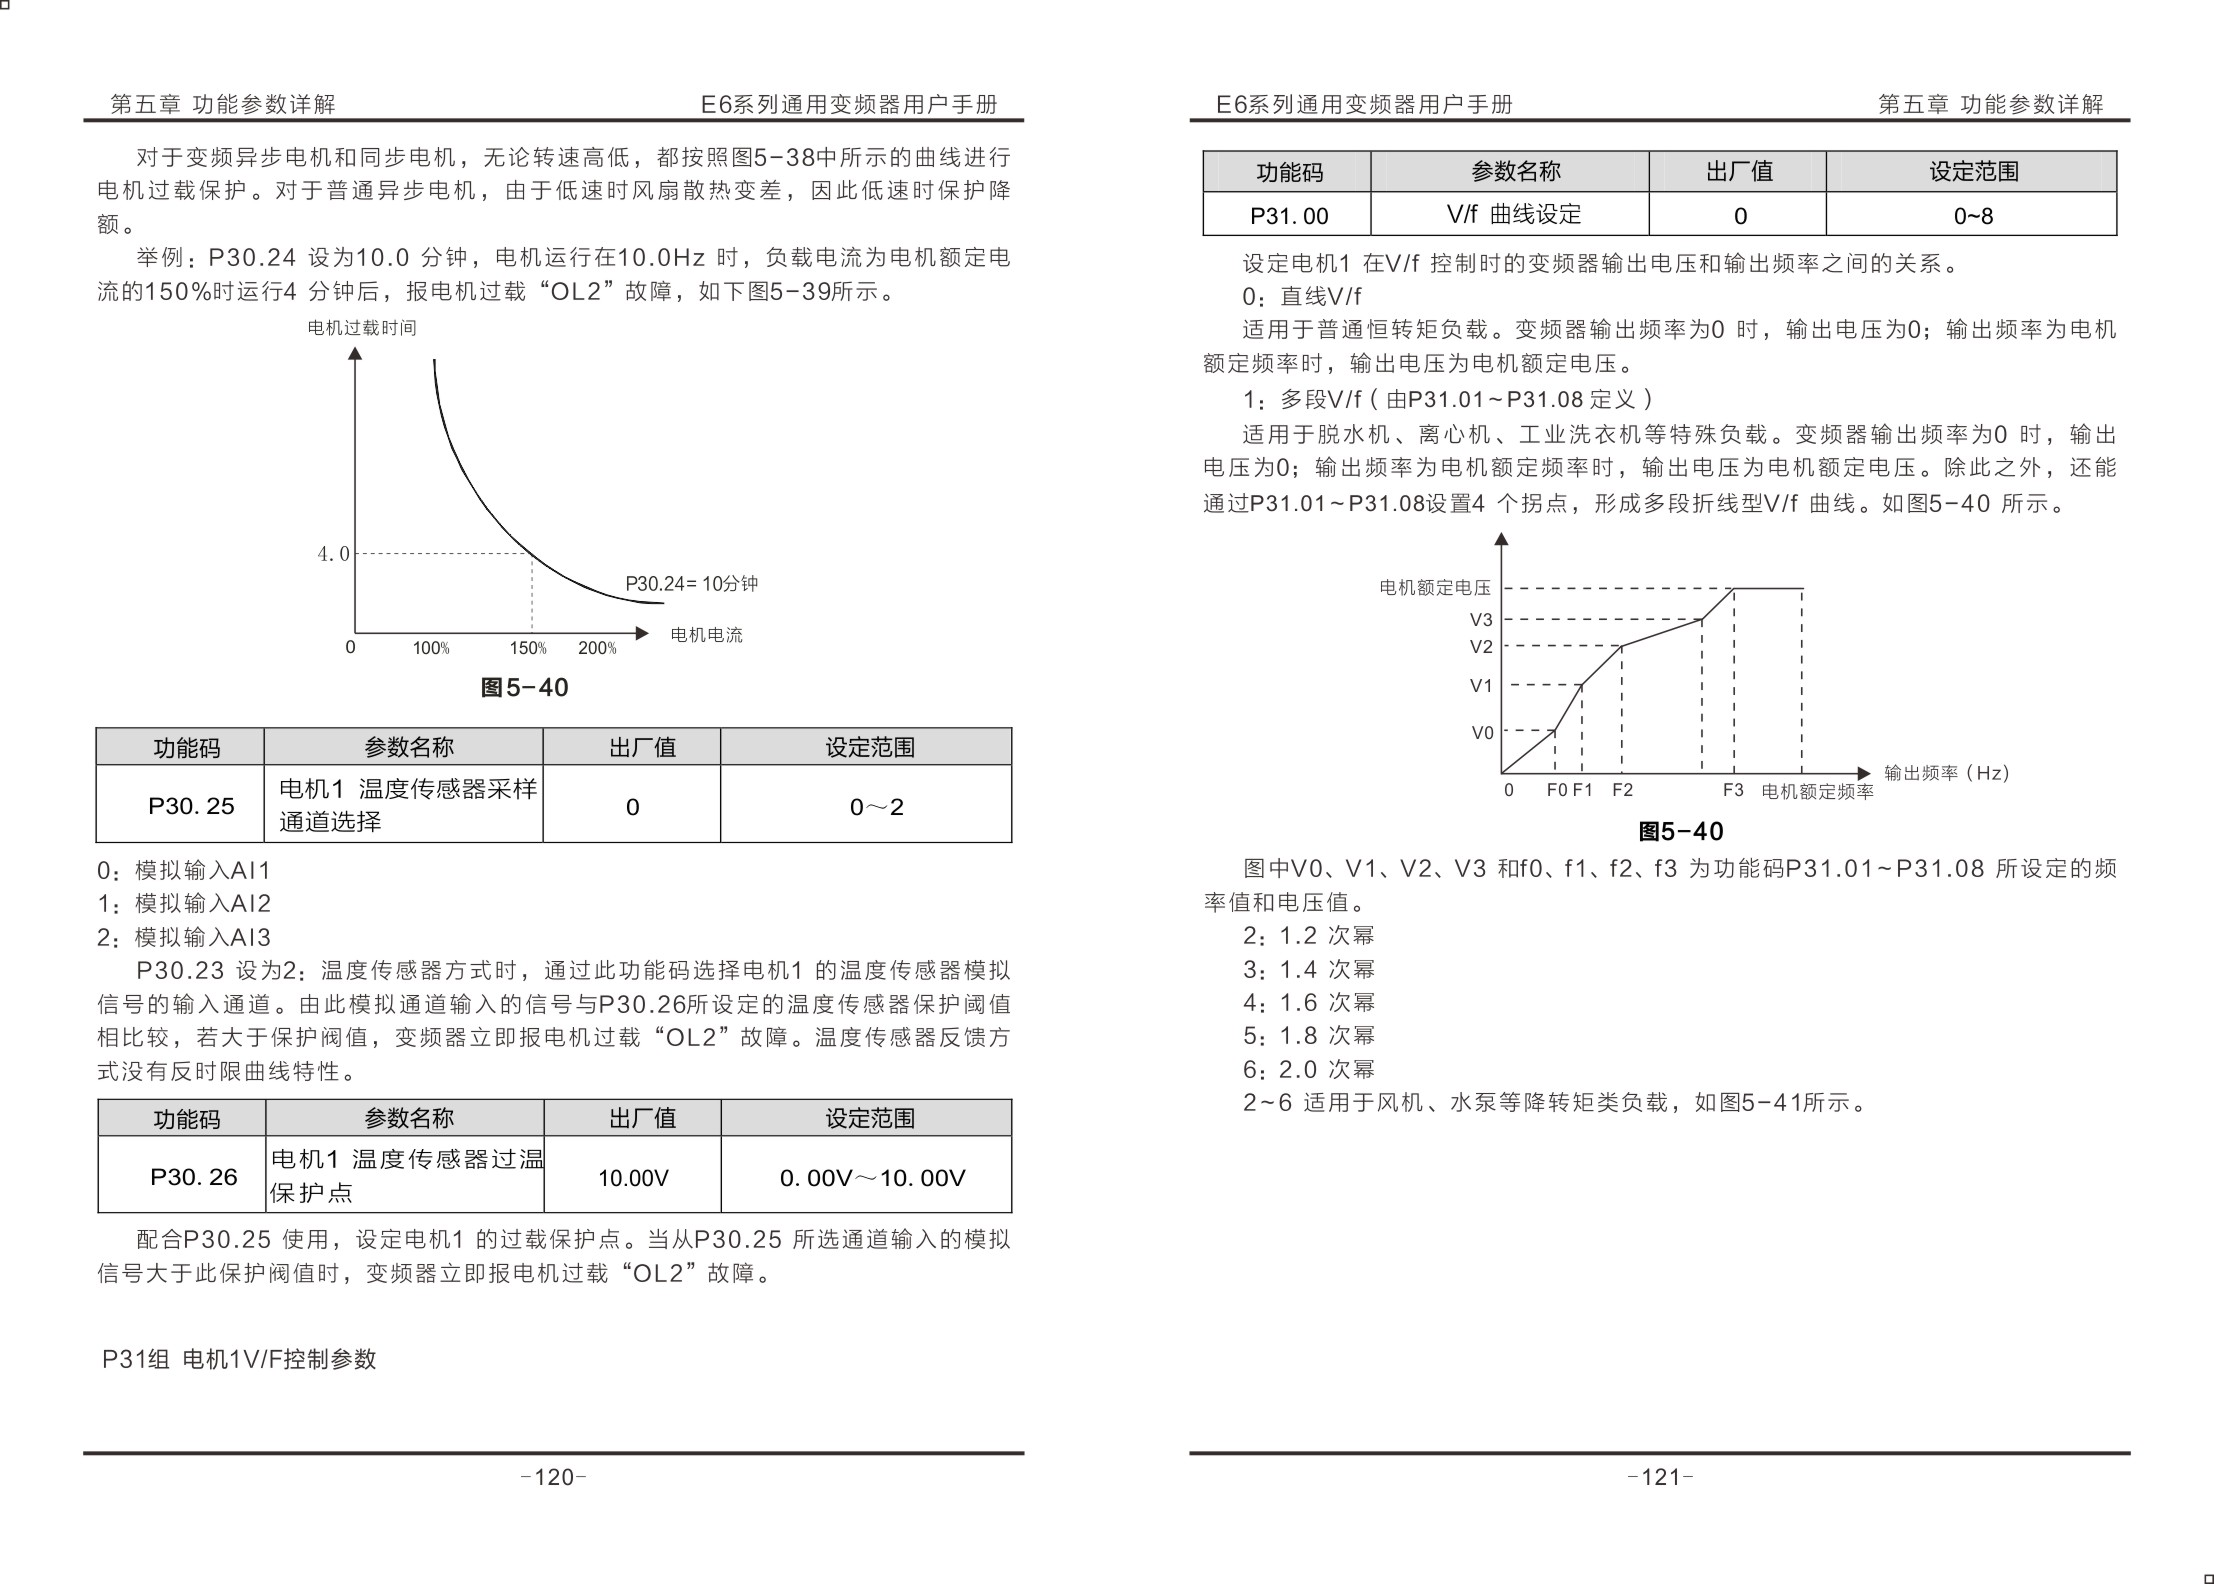 第五章 功能参数详解
E6系列通用变频器用户手册
对于变频异步电机和同步电机，无论转速高低，都按照图5-38中所示的曲线进行
电机过载保护。对于普通异步电机，由于低速时风扇散热变差，因此低速时保护降
额。
举例：P30.24 设为10.0 分钟，电机运行在10.0Hz 时，负载电流为电机额定电
流的150%时运行4 分钟后，报电机过载“OL2”故障，如下图5-39所示。
电机过载时间
4.0
P30.24= 10分钟
0 100% 150% 200% 电机电流
图5-40
功能码 参数名称 出厂值 设定范围
P30. 25 电机1 温度传感器采样 0 0～2
通道选择
0：模拟输入AI1
1：模拟输入AI2
2：模拟输入AI3
P30.23 设为2：温度传感器方式时，通过此功能码选择电机1 的温度传感器模拟
信号的输入通道。由此模拟通道输入的信号与P30.26所设定的温度传感器保护阈值
相比较，若大于保护阀值，变频器立即报电机过载“OL2”故障。温度传感器反馈方
式没有反时限曲线特性。
功能码 参数名称 出厂值 设定范围
P30. 26 电机1 温度传感器过温 10.00V 0. 00V～10. 00V
保护点
配合P30.25 使用，设定电机1 的过载保护点。当从P30.25 所选通道输入的模拟
信号大于此保护阀值时，变频器立即报电机过载“OL2”故障。
P31组 电机1V/F控制参数
-120-
E6系列通用变频器用户手册
第五章 功能参数详解
功能码 参数名称 出厂值 设定范围
P31. 00 V/f 曲线设定 0 0~8
设定电机1 在V/f 控制时的变频器输出电压和输出频率之间的关系。
0：直线V/f
适用于普通恒转矩负载。变频器输出频率为0 时，输出电压为0；输出频率为电机
额定频率时，输出电压为电机额定电压。
1：多段V/f（由P31.01~P31.08 定义）
适用于脱水机、离心机、工业洗衣机等特殊负载。变频器输出频率为0 时，输出
电压为0；输出频率为电机额定频率时，输出电压为电机额定电压。除此之外，还能
通过P31.01~P31.08设置4 个拐点，形成多段折线型V/f 曲线。如图5-40 所示。
电机额定电压
V3
V2
V1
V0
输出频率（Hz）
0 F0 F1 F2 F3 电机额定频率
图5-40
图中V0、V1、V2、V3 和f0、f1、f2、f3 为功能码P31.01~P31.08 所设定的频
率值和电压值。
2：1.2 次幂
3：1.4 次幂
4：1.6 次幂
5：1.8 次幂
6：2.0 次幂
2~6 适用于风机、水泵等降转矩类负载，如图5-41所示。
-121-